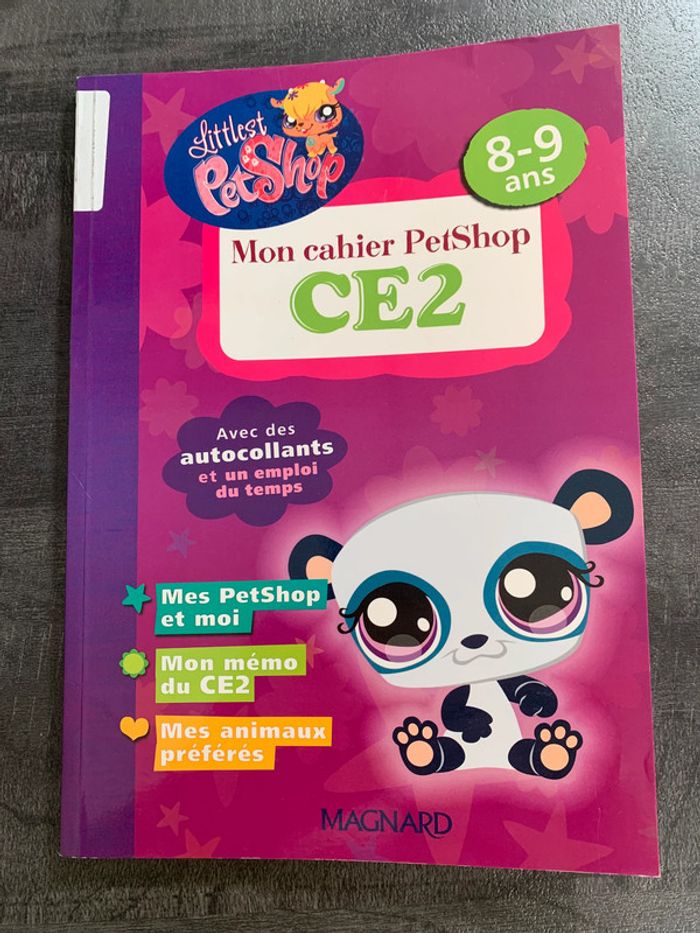 Littlest
PetShop
8-9
ans
Mon cahier PetShop
CE2
Avec des
autocollants
et un emploi
du temps
Mes PetShop
et moi
Mon mémo
du CE2
Mes animaux
préférés
MAGNARD